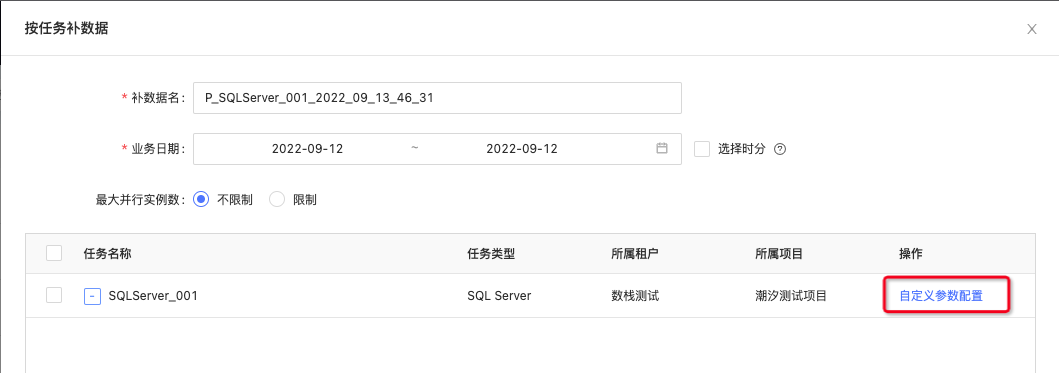 按任务补数据
* 补数据名： P_SQLServer_001_2022_09_13_46_31
* 业务日期： 2022-09-12 ~ 2022-09-12 选择时分
最大并行实例数： 不限制 限制
任务名称 任务类型 所属租户 所属项目 操作
SQLServer_001 SQL Server 数栈测试 潮汐测试项目 自定义参数配置